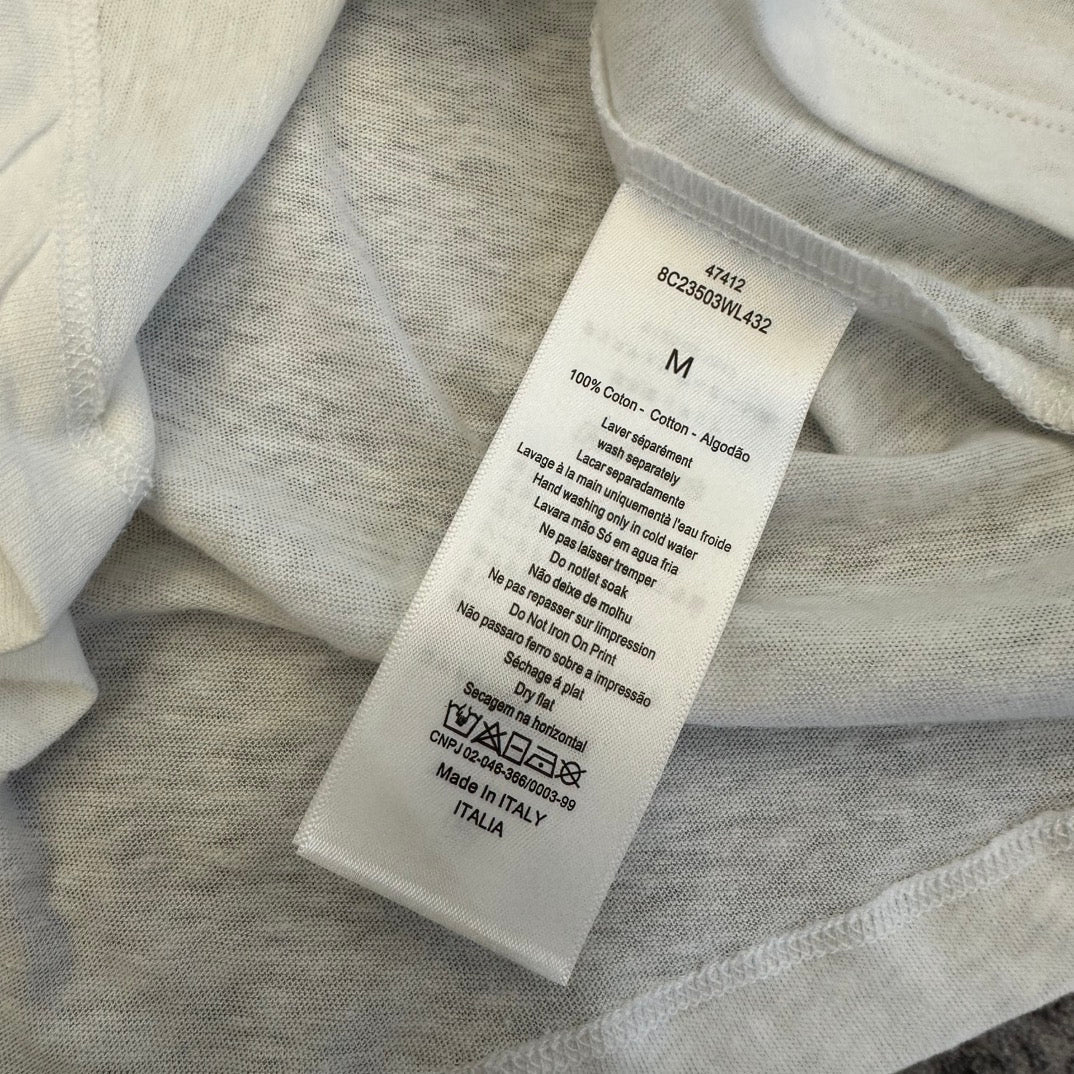 47412
8C23503WL432
M
100% Coton - Cotton - Algodão
Laver séparément
wash separately
Lacar separadamente
Lavage à la main uniquementà l'eau froide
Hand washing only in cold water
Lavara mão Só em agua fria
Ne pas laisser tremper
Do notlet soak
Não deixe de molhu
Ne pas repasser sur limpression
Do Not Iron On Print
Não passaro ferro sobre a impressão
Séchage á plat
Dry flat
Secagem na horizontal
CNPJ 02-046-366/0003-99
Made In ITALY
ITALIA